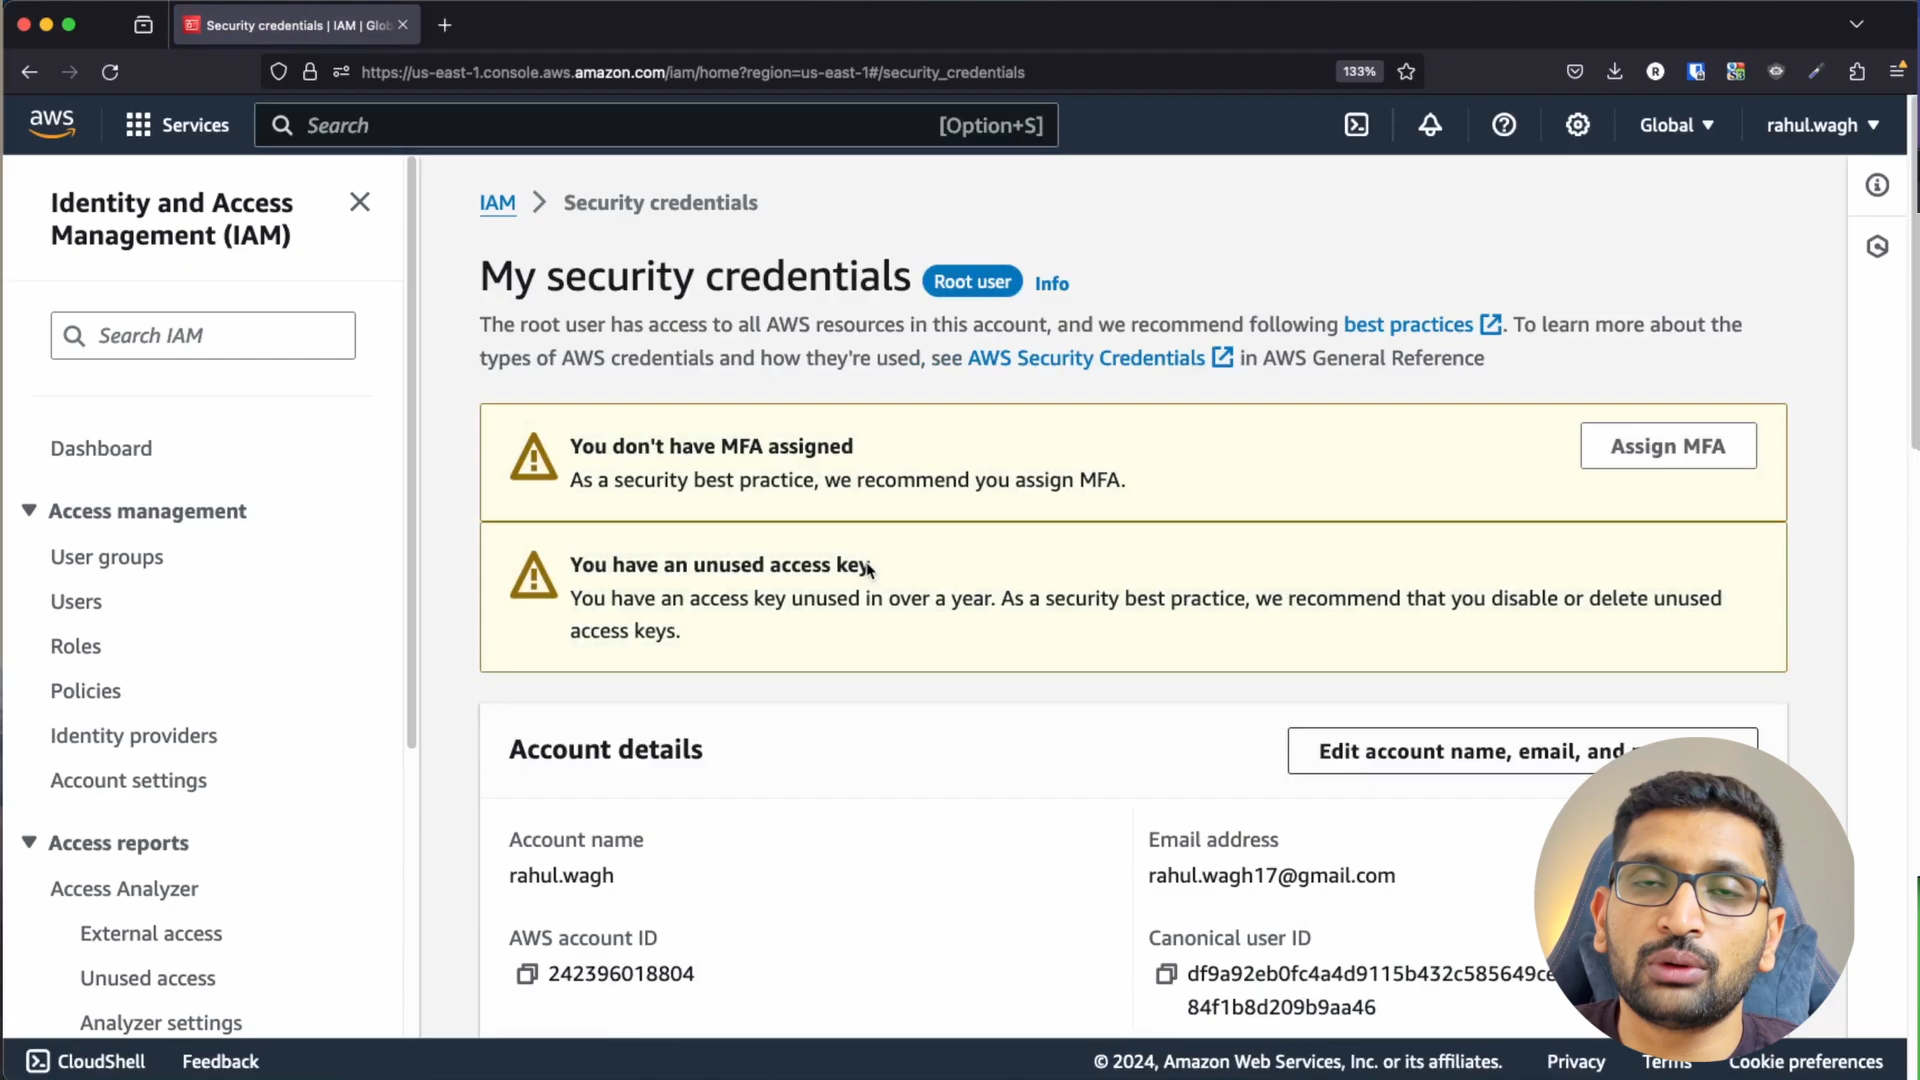 Security credentials | IAM | Glob
https://us-east-1.console.aws.amazon.com/iam/home?region=us-east-1#/security_credentials
133%
aws
Services
Search
[Option+S]
Global
rahul.wagh
Identity and Access
Management (IAM)
Search IAM
Dashboard
Access management
User groups
Users
Roles
Policies
Identity providers
Account settings
Access reports
Access Analyzer
External access
Unused access
Analyzer settings
IAM > Security credentials
My security credentials Root user Info
The root user has access to all AWS resources in this account, and we recommend following best practices. To learn more about the
types of AWS credentials and how they're used, see AWS Security Credentials in AWS General Reference
You don't have MFA assigned
As a security best practice, we recommend you assign MFA.
Assign MFA
You have an unused access key
You have an access key unused in over a year. As a security best practice, we recommend that you disable or delete unused
access keys.
Account details
Edit account name, email, and
Account name
rahul.wagh
Email address
rahul.wagh17@gmail.com
AWS account ID
242396018804
Canonical user ID
df9a92eb0fc4a4d9115b432c585649ce
84f1b8d209b9aa46
CloudShell
Feedback
© 2024, Amazon Web Services, Inc. or its affiliates.
Privacy
Terms
Cookie preferences